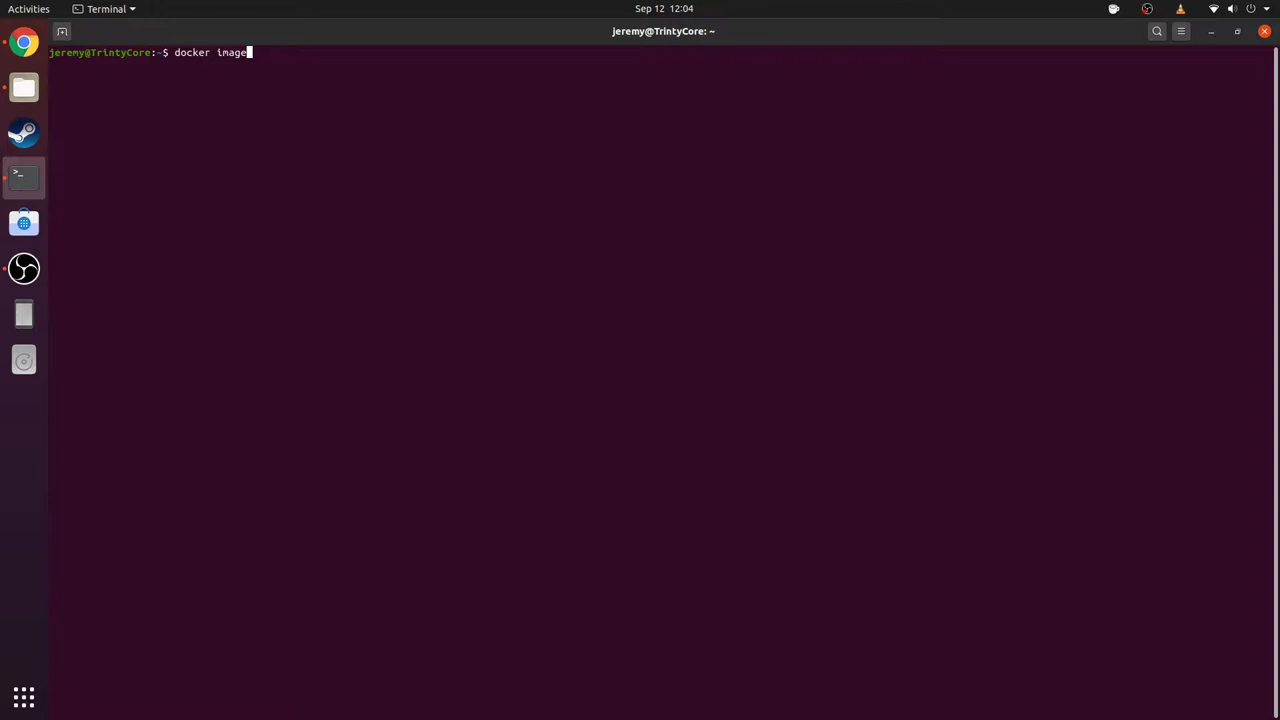 Activities
Terminal
Sep 12 12:04
jeremy@TrintyCore: ~
jeremy@TrintyCore:~$ docker image
>_